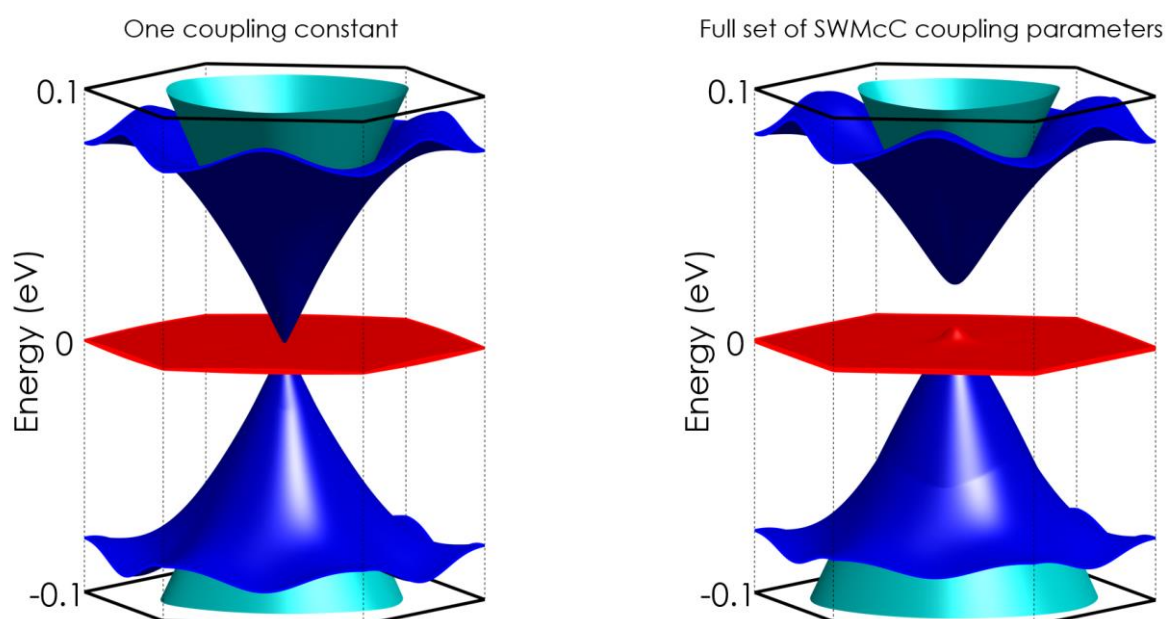 One coupling constant
Full set of SWMcC coupling parameters
0.1
0
-0.1
Energy (eV)
0.1
0
-0.1
Energy (eV)